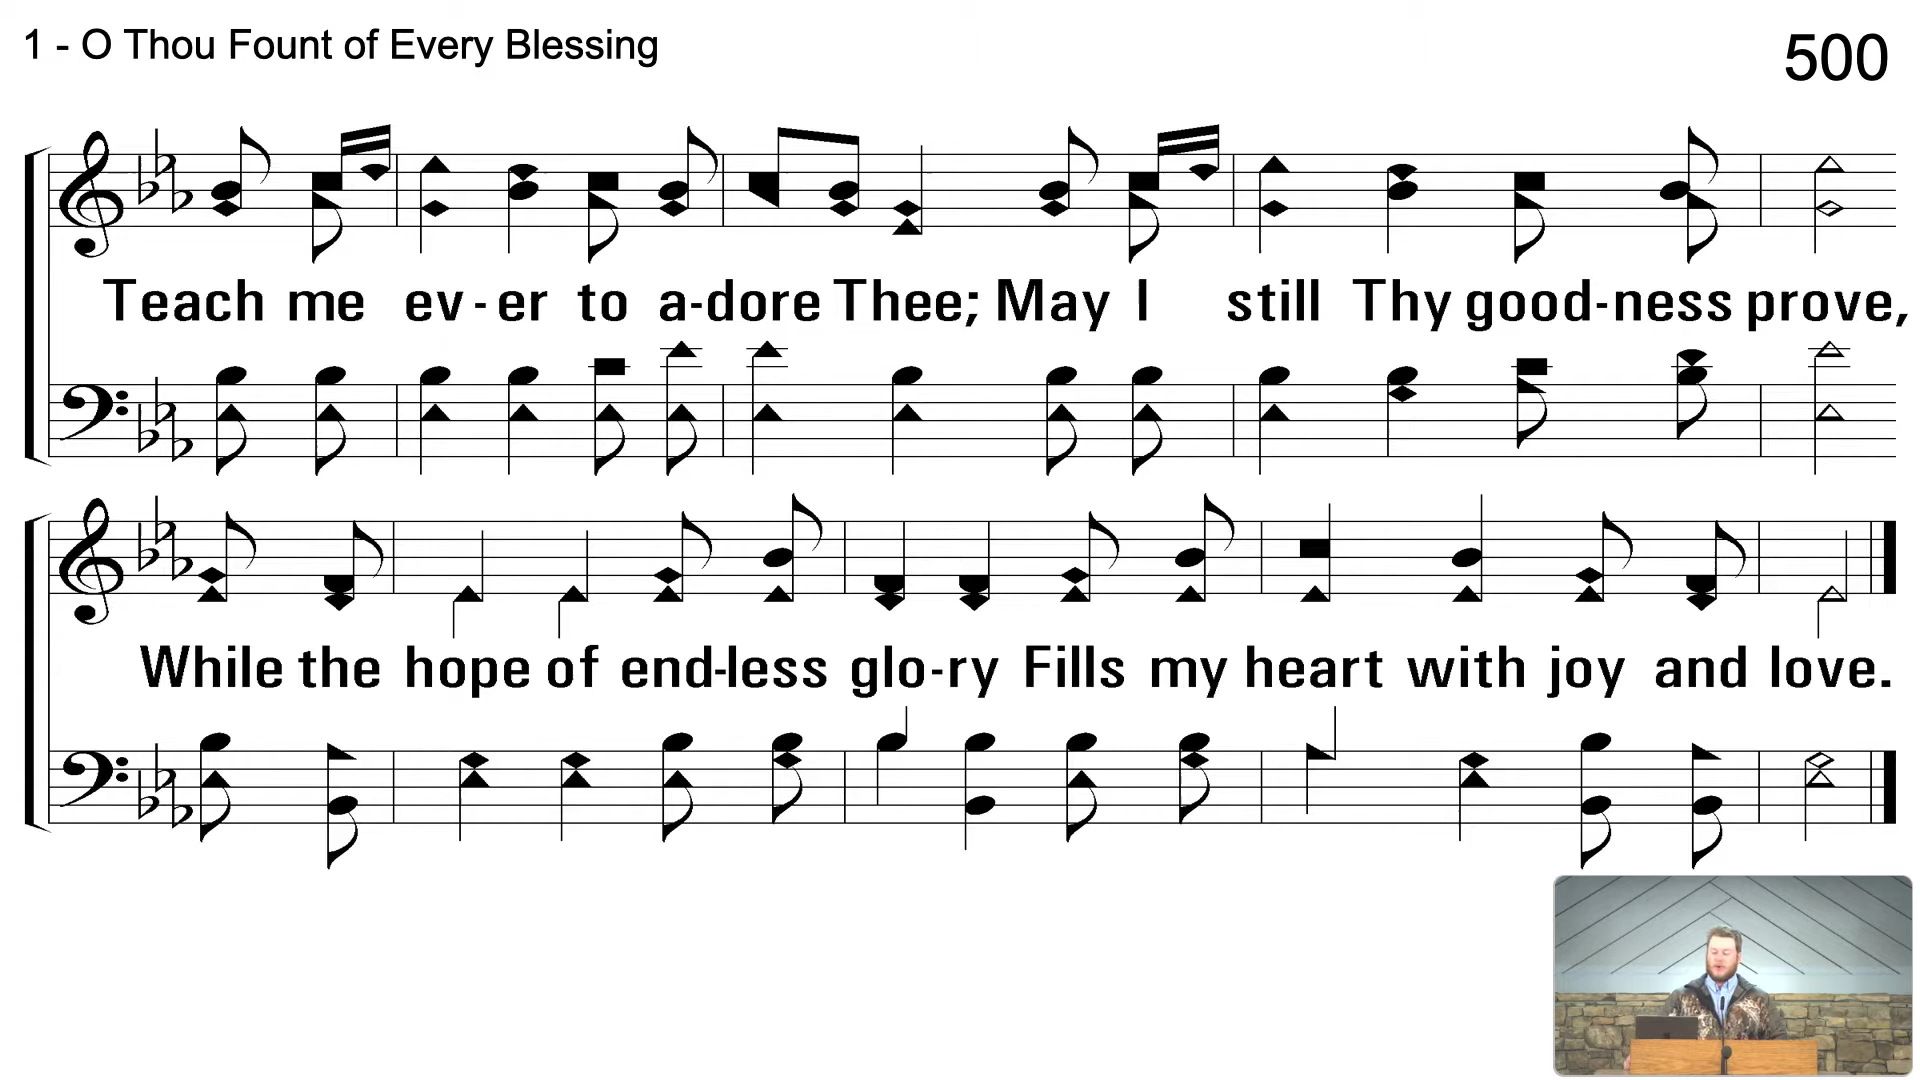 1 - O Thou Fount of Every Blessing
500
Teach me ev-er to a-dore Thee; May I still Thy good-ness prove,
While the hope of end-less glo-ry Fills my heart with joy and love.